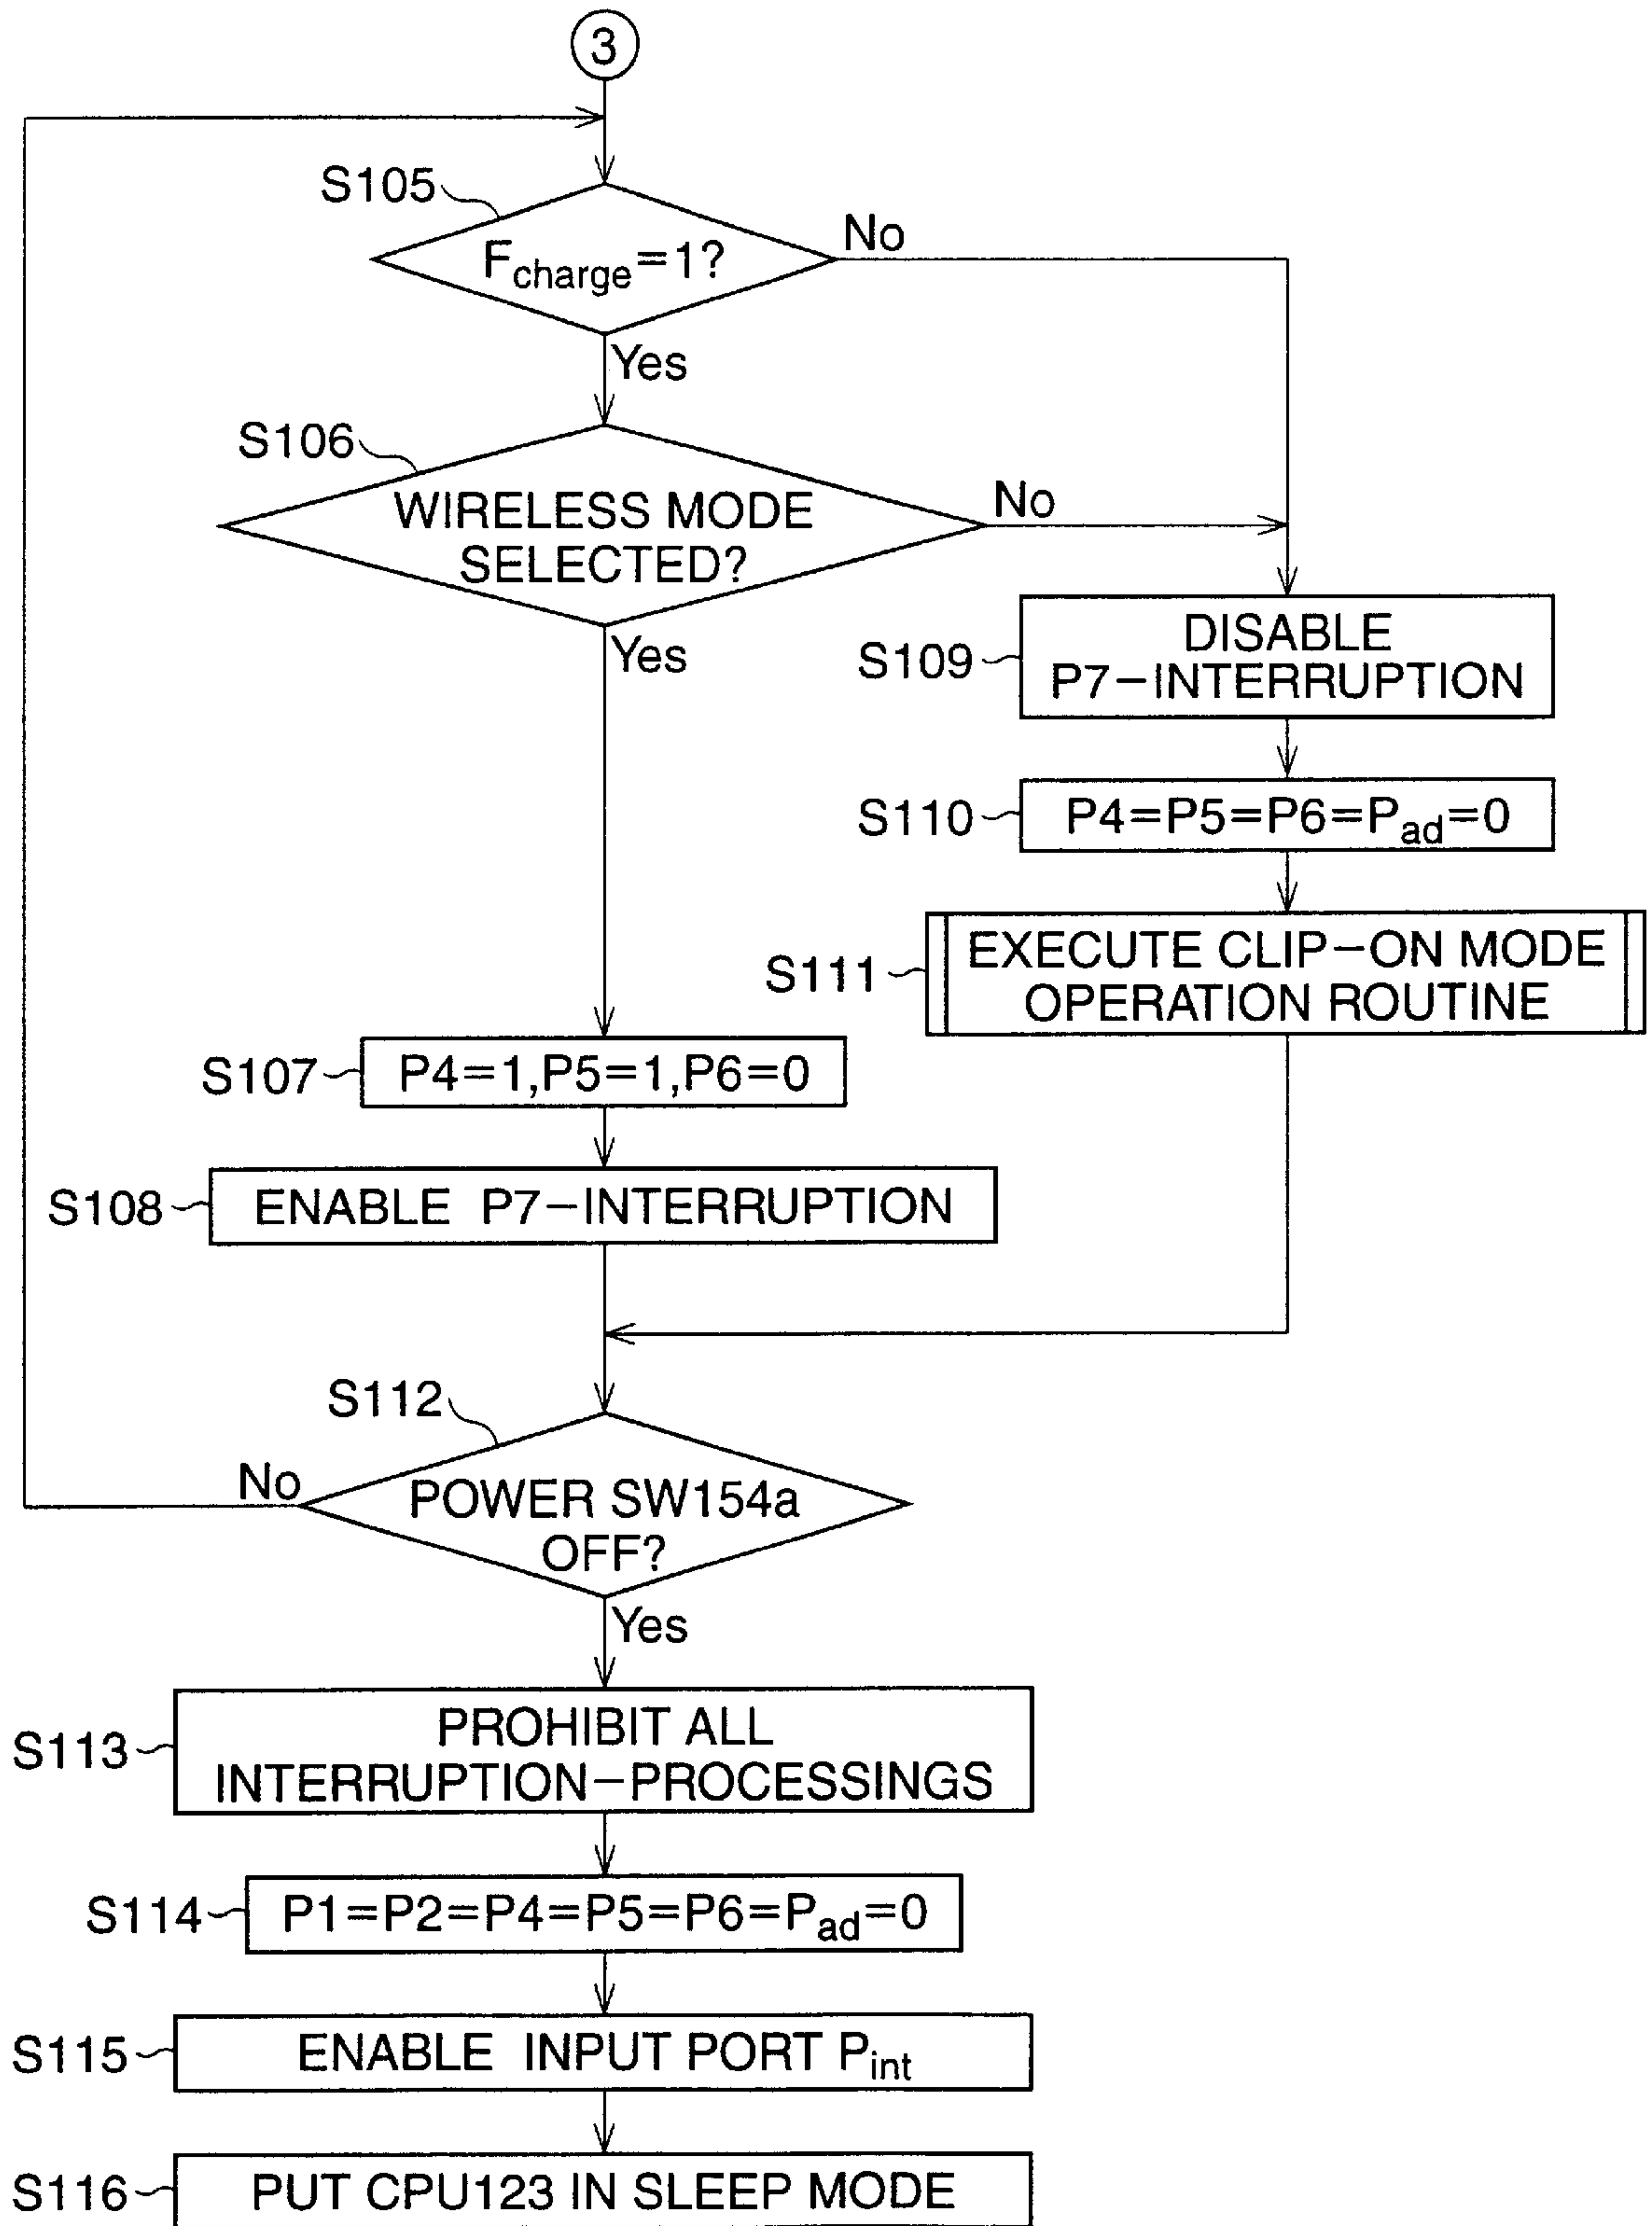 3
S105
Fcharge=1?
No
Yes
S106
WIRELESS MODE
SELECTED?
No
Yes
S109
DISABLE
P7-INTERRUPTION
S110
P4=P5=P6=Pad=0
S111
EXECUTE CLIP-ON MODE
OPERATION ROUTINE
S107
P4=1,P5=1,P6=0
S108
ENABLE P7-INTERRUPTION
S112
POWER SW154a
OFF?
No
Yes
S113
PROHIBIT ALL
INTERRUPTION-PROCESSINGS
S114
P1=P2=P4=P5=P6=Pad=0
S115
ENABLE INPUT PORT Pint
S116
PUT CPU123 IN SLEEP MODE